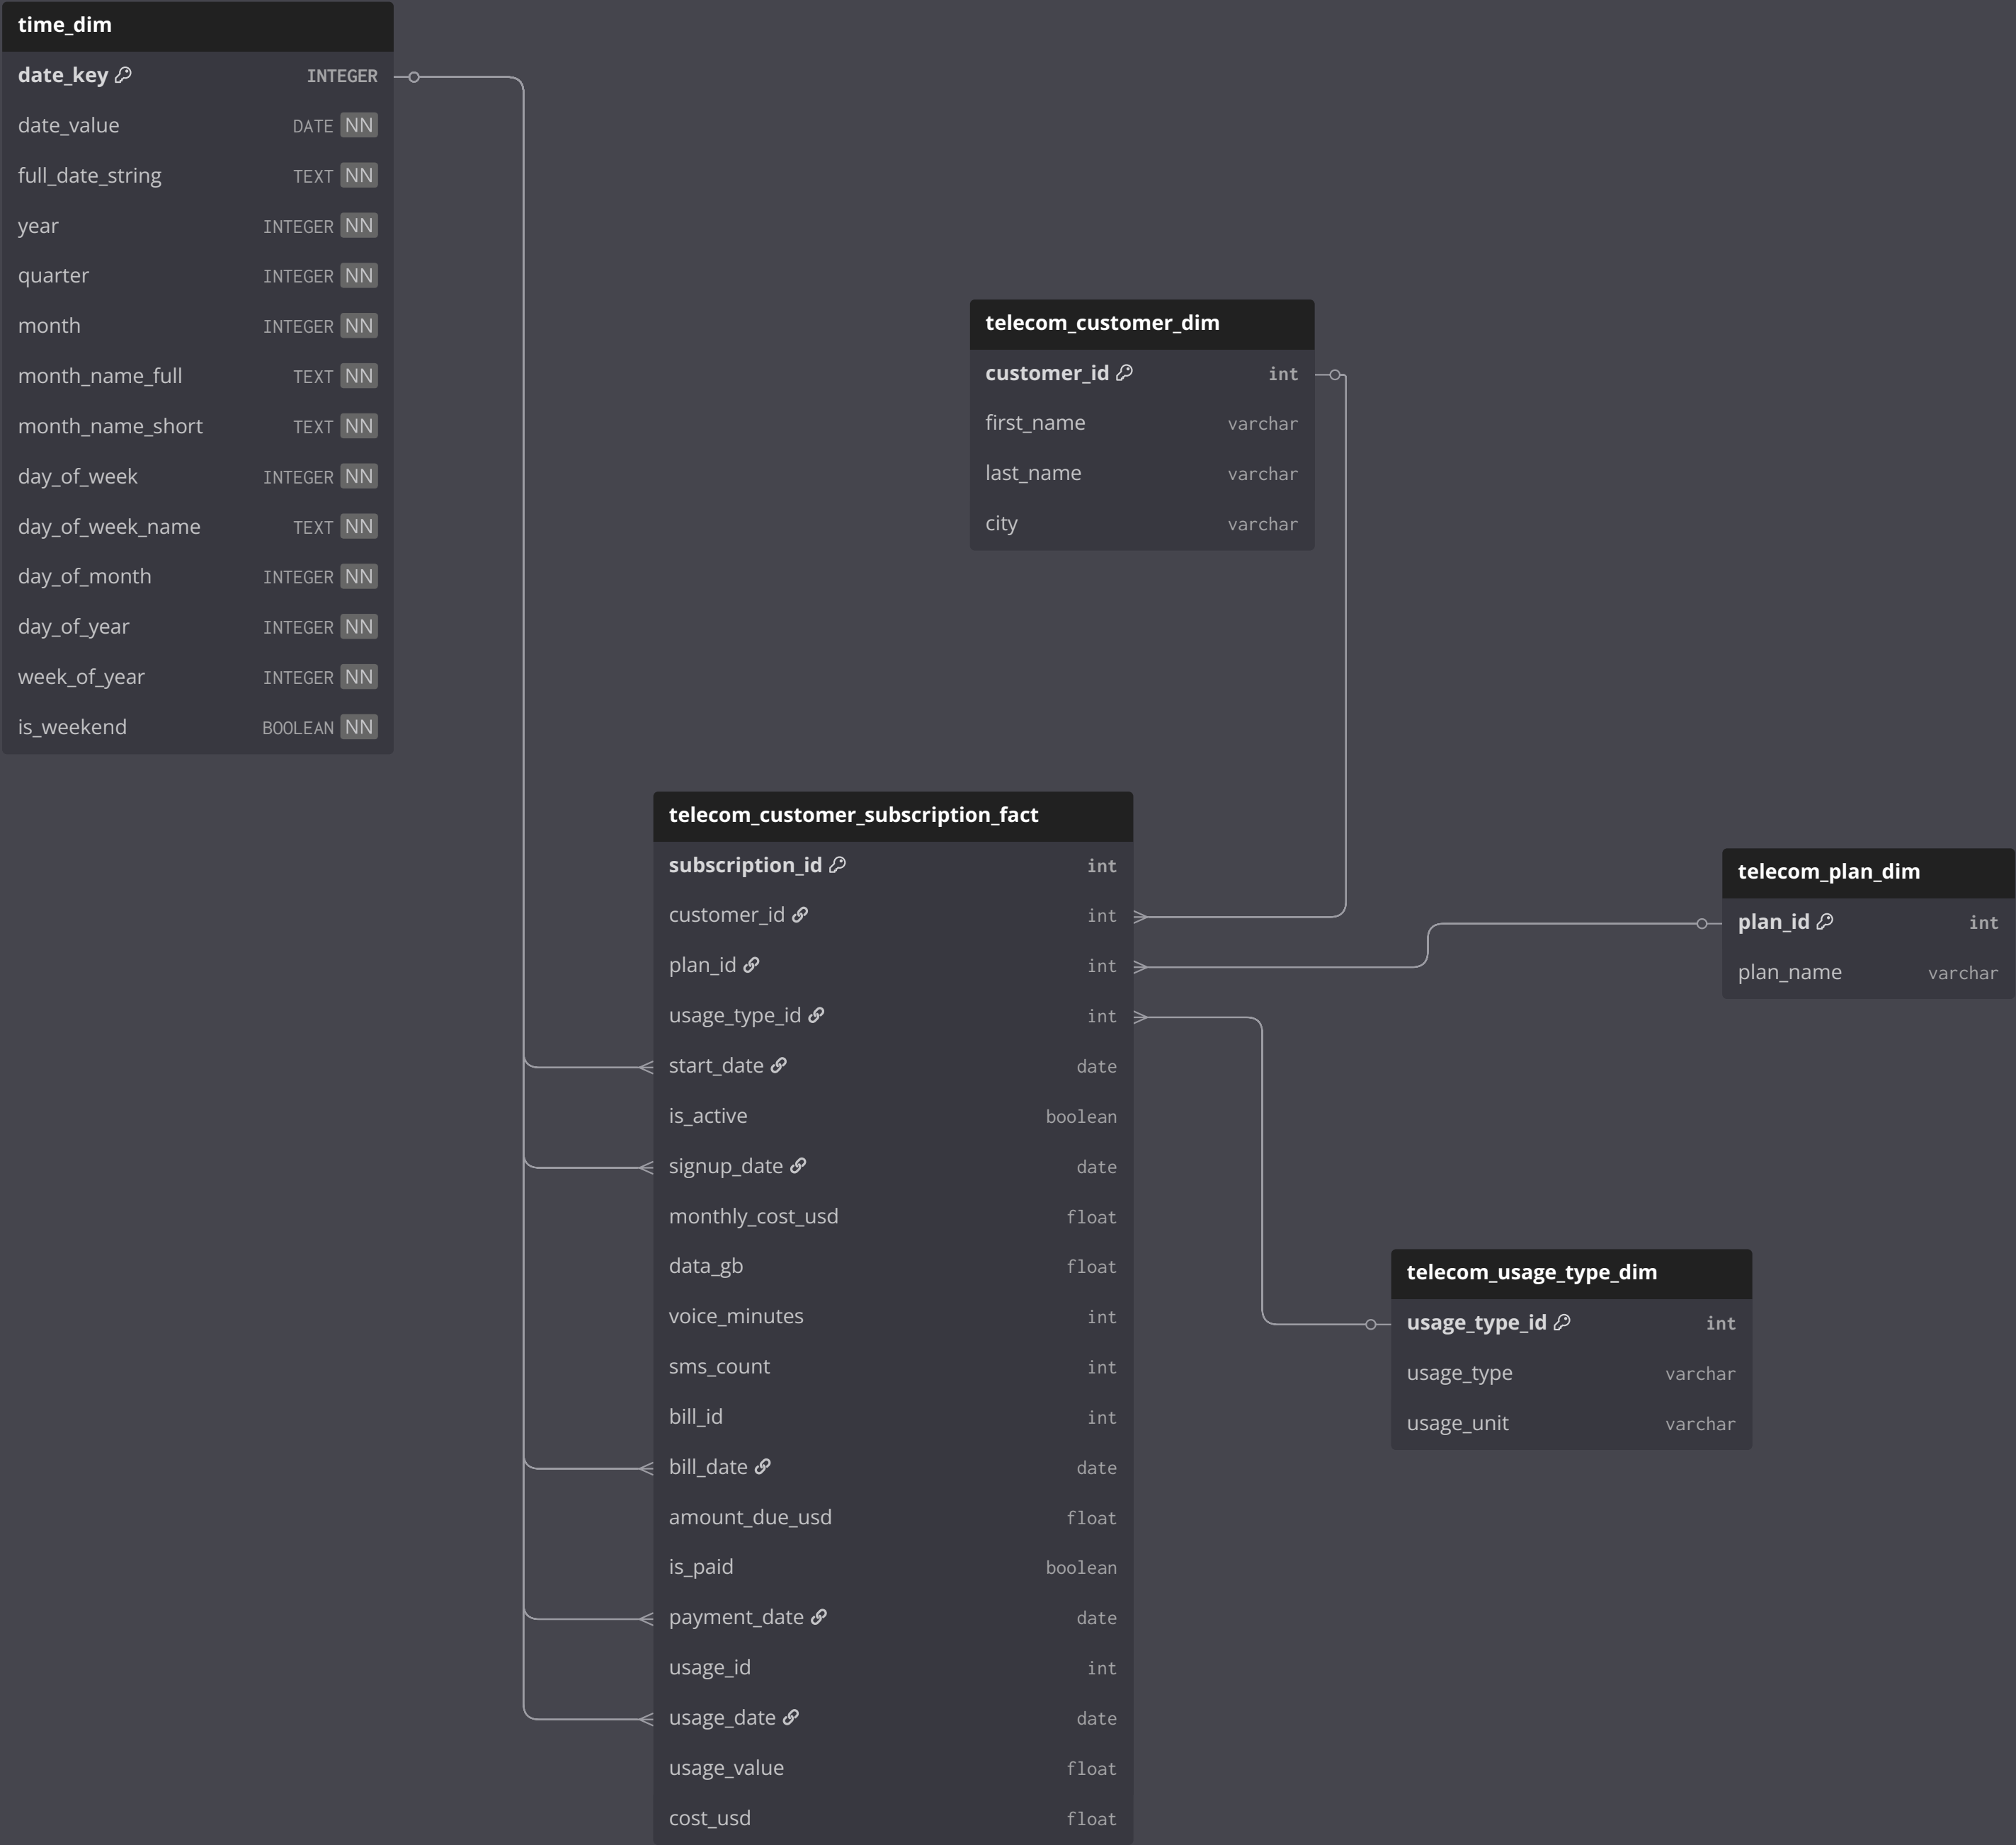 time_dim
date_key INTEGER
date_value DATE NN
full_date_string TEXT NN
year INTEGER NN
quarter INTEGER NN
month INTEGER NN
month_name_full TEXT NN
month_name_short TEXT NN
day_of_week INTEGER NN
day_of_week_name TEXT NN
day_of_month INTEGER NN
day_of_year INTEGER NN
week_of_year INTEGER NN
is_weekend BOOLEAN NN
telecom_customer_dim
customer_id int
first_name varchar
last_name varchar
city varchar
telecom_customer_subscription_fact
subscription_id int
customer_id int
plan_id int
usage_type_id int
start_date date
is_active boolean
signup_date date
monthly_cost_usd float
data_gb float
voice_minutes int
sms_count int
bill_id int
bill_date date
amount_due_usd float
is_paid boolean
payment_date date
usage_id int
usage_date date
usage_value float
cost_usd float
telecom_plan_dim
plan_id int
plan_name varchar
telecom_usage_type_dim
usage_type_id int
usage_type varchar
usage_unit varchar